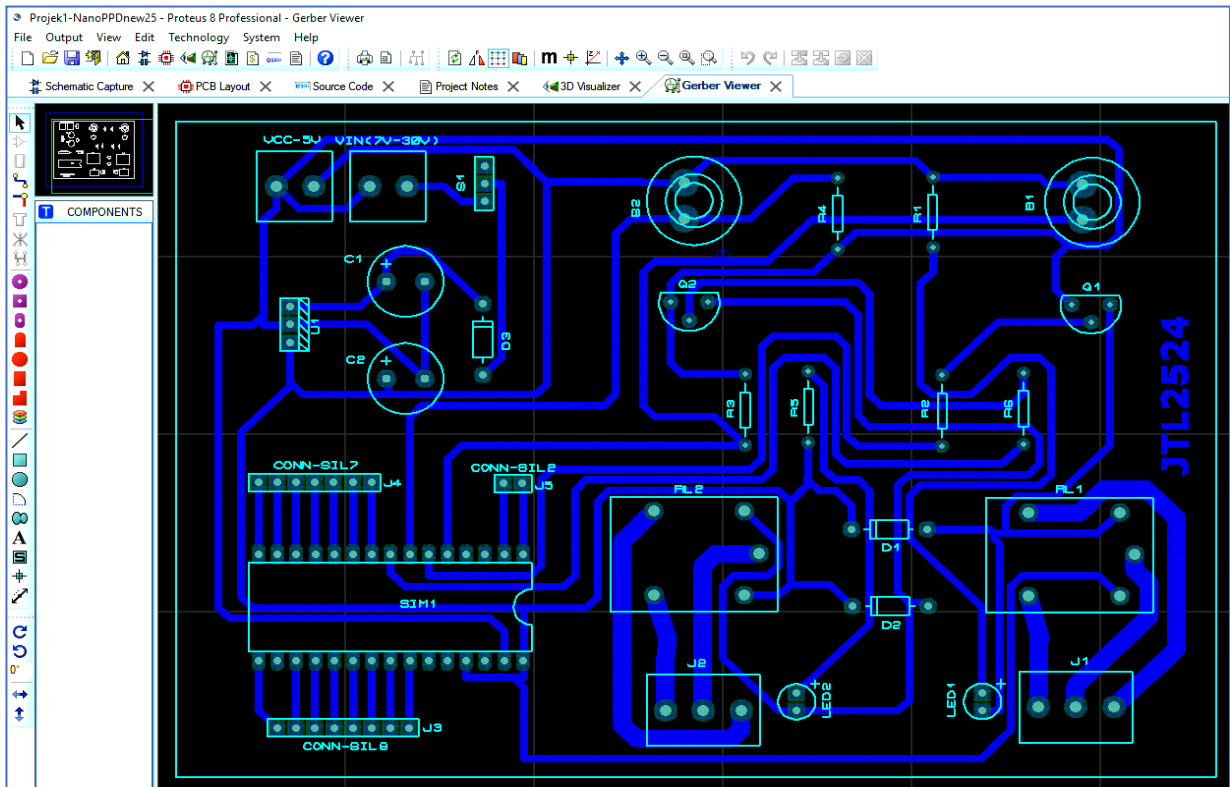 Projek1-NanoPPDnew25 - Proteus 8 Professional - Gerber Viewer
File Output View Edit Technology System Help
Schematic Capture PCB Layout Source Code Project Notes 3D Visualizer Gerber Viewer
COMPONENTS
0°
VCC-5V VIN(7V-30V)
S1
B2
R4
R1
B1
C1
Q2
Q1
U1
D3
C2
JTL2524
R3
R5
R2
R6
CONN-SIL7
J4
CONN-SIL2
J5
RL2
RL1
D1
SIM1
D2
J2
J1
LED2
LED1
J3
CONN-SIL8